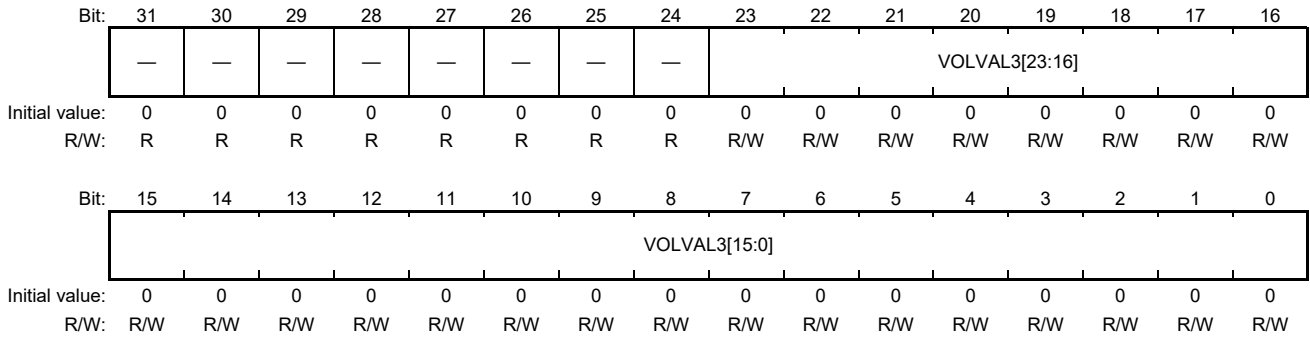 Bit: 31 30 29 28 27 26 25 24 23 22 21 20 19 18 17 16
— — — — — — — — VOLVAL3[23:16]
Initial value: 0 0 0 0 0 0 0 0 0 0 0 0 0 0 0 0
R/W: R R R R R R R R R/W R/W R/W R/W R/W R/W R/W R/W
Bit: 15 14 13 12 11 10 9 8 7 6 5 4 3 2 1 0
VOLVAL3[15:0]
Initial value: 0 0 0 0 0 0 0 0 0 0 0 0 0 0 0 0
R/W: R/W R/W R/W R/W R/W R/W R/W R/W R/W R/W R/W R/W R/W R/W R/W R/W